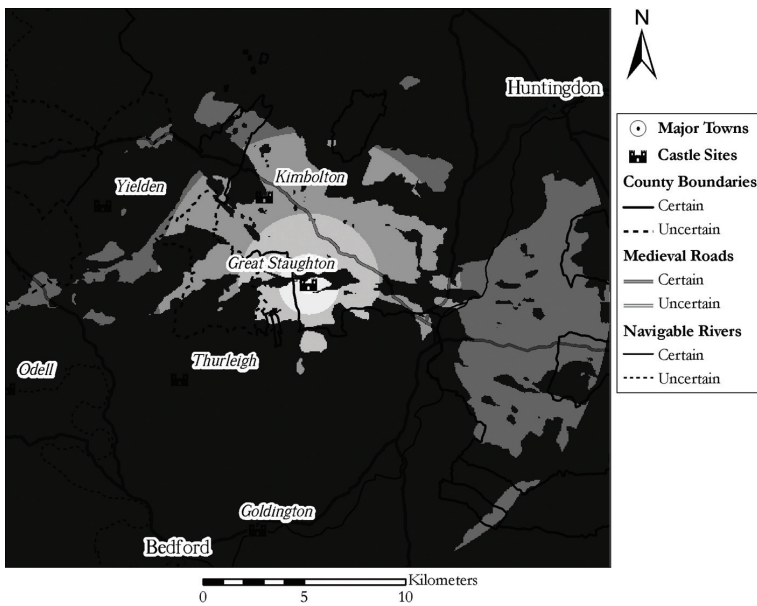 N
Huntingdon
Kimbolton
Yielden
Great Staughton
Thurleigh
Odell
Goldington
Bedford
Major Towns
Castle Sites
County Boundaries
Certain
Uncertain
Medieval Roads
Certain
Uncertain
Navigable Rivers
Certain
Uncertain
Kilometers
0 5 10